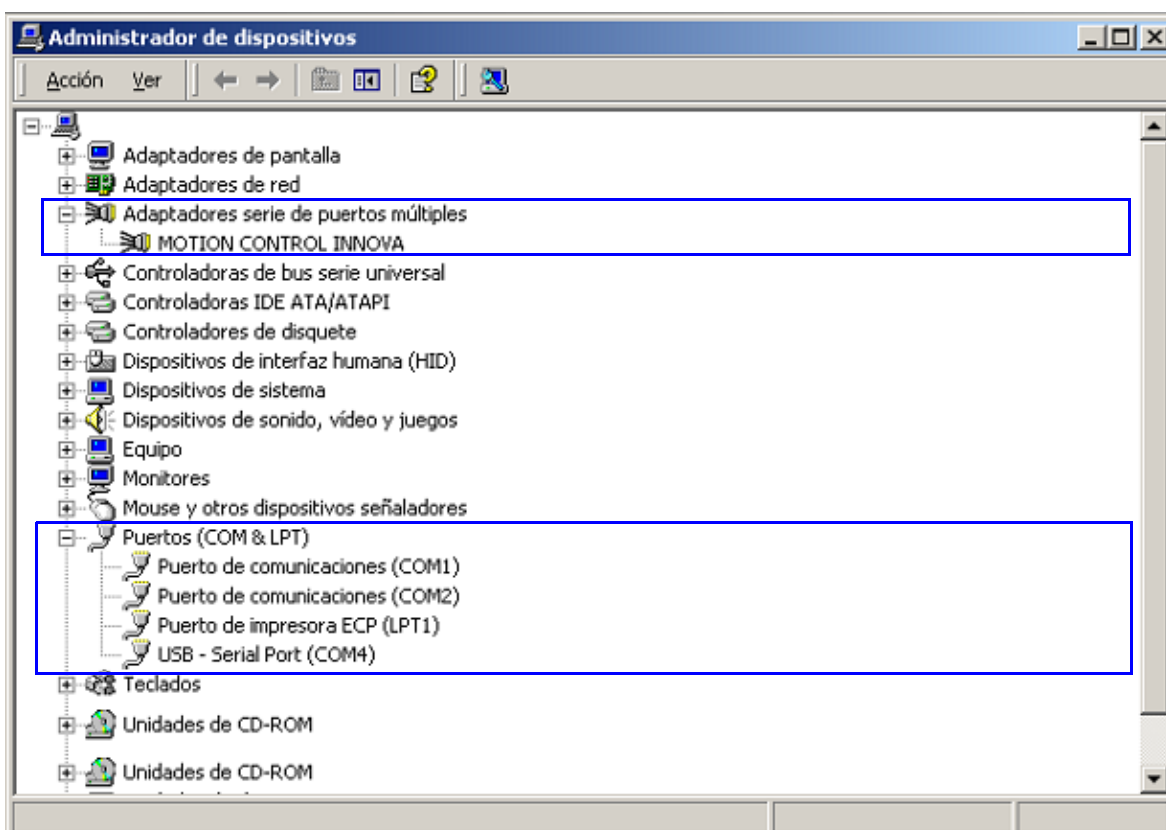 Administrador de dispositivos
Acción Ver
Adaptadores de pantalla
Adaptadores de red
Adaptadores serie de puertos múltiples
MOTION CONTROL INNOVA
Controladoras de bus serie universal
Controladoras IDE ATA/ATAPI
Controladores de disquete
Dispositivos de interfaz humana (HID)
Dispositivos de sistema
Dispositivos de sonido, vídeo y juegos
Equipo
Monitores
Mouse y otros dispositivos señaladores
Puertos (COM & LPT)
Puerto de comunicaciones (COM1)
Puerto de comunicaciones (COM2)
Puerto de impresora ECP (LPT1)
USB - Serial Port (COM4)
Teclados
Unidades de CD-ROM
Unidades de CD-ROM